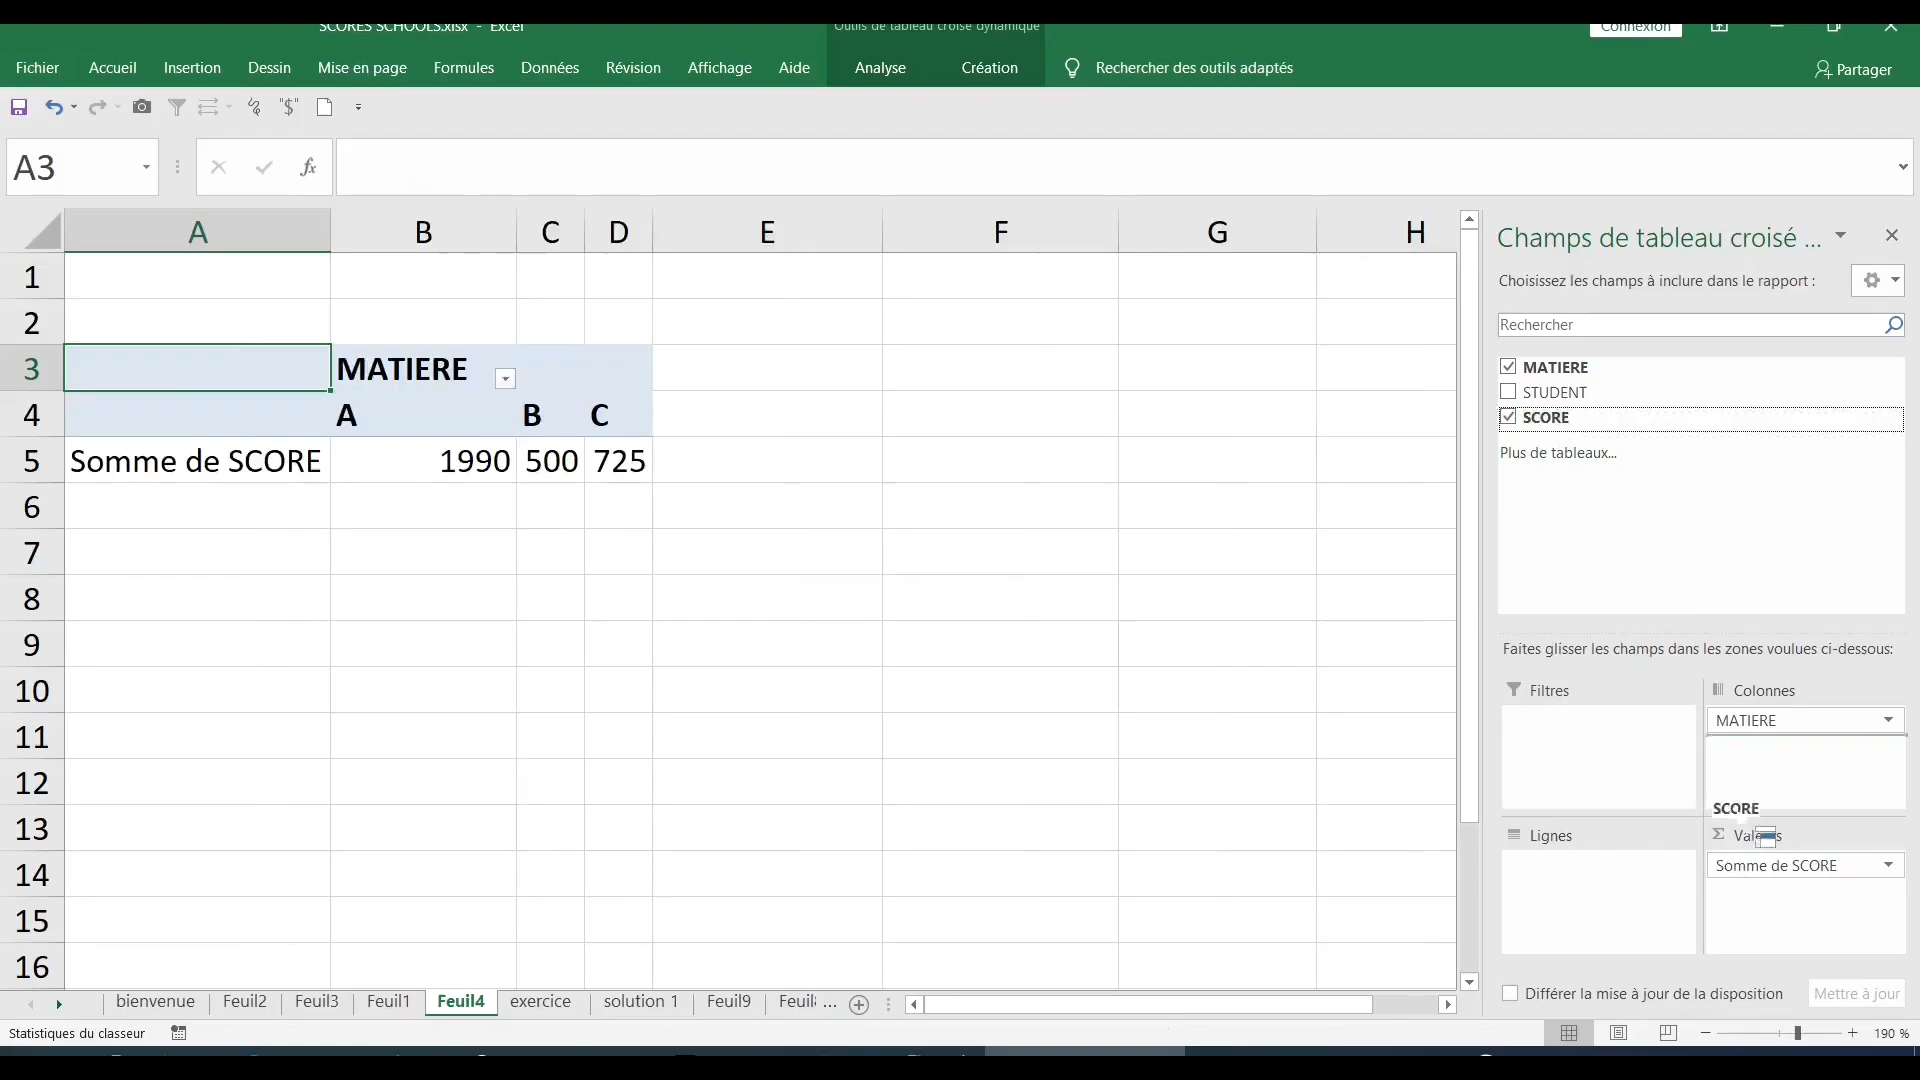 SCORES SCHOOLS.xlsx - Excel
Outils de tableau croisé dynamique
Connexion
Fichier Accueil Insertion Dessin Mise en page Formules Données Révision Affichage Aide Analyse Création Rechercher des outils adaptés Partager
"$"
A3
fx
A B C D E F G H
1
2
3 MATIERE
4 A B C
5 Somme de SCORE 1990 500 725
6
7
8
9
10
11
12
13
14
15
16
Champs de tableau croisé ...
Choisissez les champs à inclure dans le rapport :
Rechercher
MATIERE
STUDENT
SCORE
Plus de tableaux...
Faites glisser les champs dans les zones voulues ci-dessous:
Filtres Colonnes
MATIERE
SCORE
Lignes Σ
Somme de SCORE
Différer la mise à jour de la disposition Mettre à jour
bienvenue Feuil2 Feuil3 Feuil1 Feuil4 exercice solution 1 Feuil9 ...
Statistiques du classeur
190 %